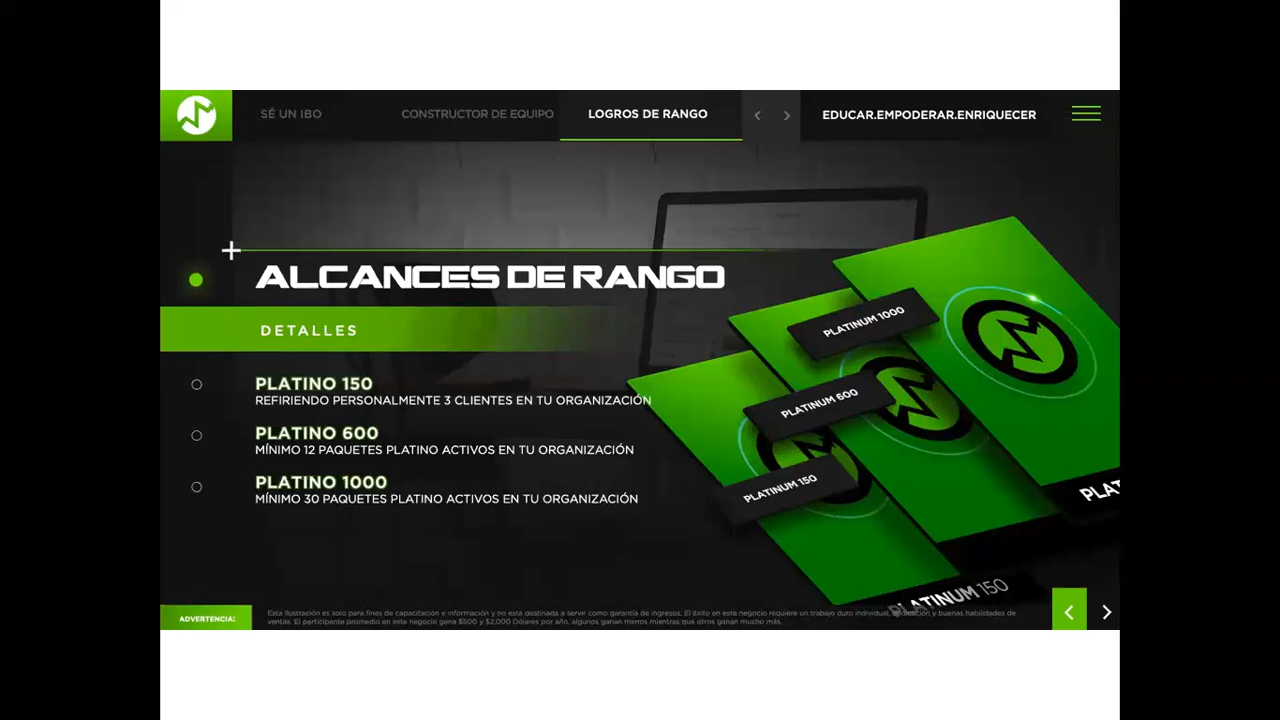 SÉ UN IBO
CONSTRUCTOR DE EQUIPO
LOGROS DE RANGO
EDUCAR.EMPODERAR.ENRIQUECER
ALCANCES DE RANGO
DETALLES
PLATINO 150
REFIRIENDO PERSONALMENTE 3 CLIENTES EN TU ORGANIZACIÓN
PLATINO 600
MÍNIMO 12 PAQUETES PLATINO ACTIVOS EN TU ORGANIZACIÓN
PLATINO 1000
MÍNIMO 30 PAQUETES PLATINO ACTIVOS EN TU ORGANIZACIÓN
PLATINUM 1000
PLATINUM 600
PLATINUM 150
PLAT
PLATINUM 150
ADVERTENCIA:
Esta Ilustración es solo para fines de capacitación e información y no está destinada a servir como garantía de ingresos. El éxito en este negocio requiere un trabajo duro individual, dedicación y buenas habilidades de
ventas. El participante promedio en este negocio gana $500 y $2,000 Dólares por año, algunos ganan menos mientras que otros ganan mucho más.